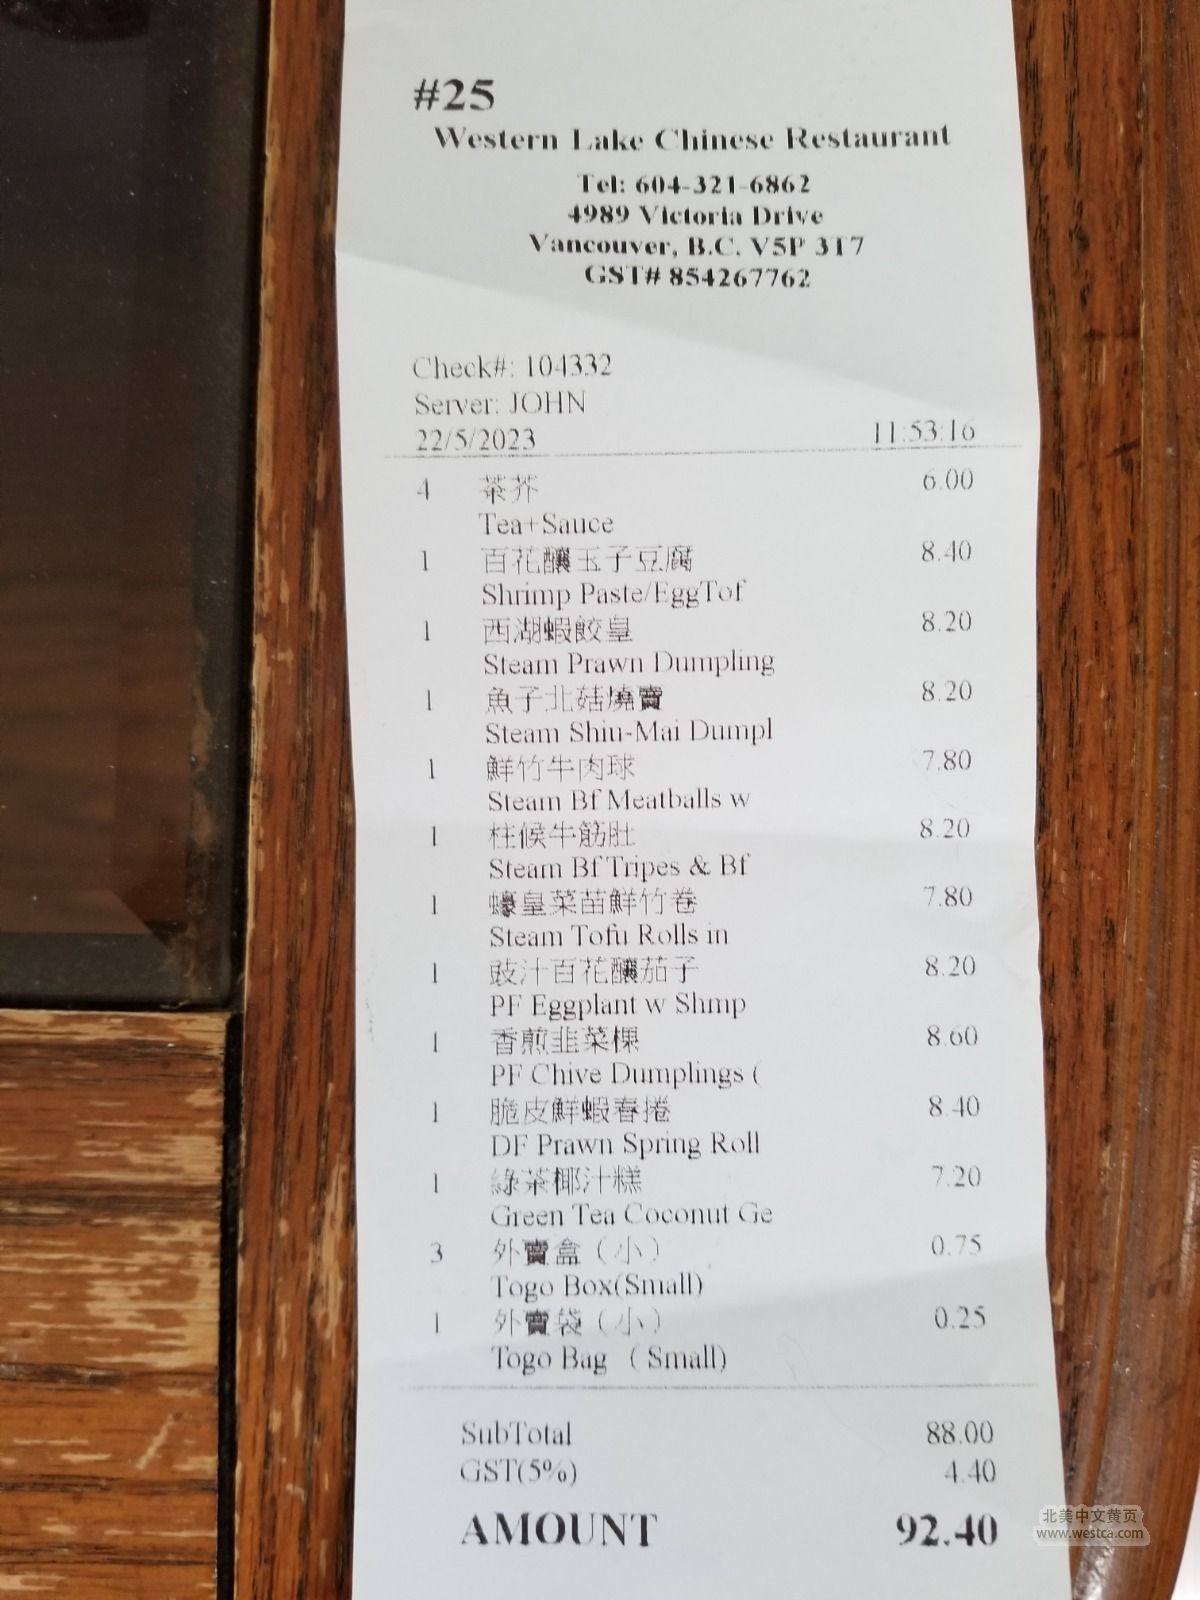 #25
Western Lake Chinese Restaurant
Tel: 604-321-6862
4989 Victoria Drive
Vancouver, B.C. V5P 3T7
GST# 854267762
Check#: 104332
Server: JOHN
22/5/2023 11:53:16
4 茶芥 6.00
Tea+Sauce
1 百花釀玉子豆腐 8.40
Shrimp Paste/EggTof
1 西湖蝦餃皇 8.20
Steam Prawn Dumpling
1 魚子北菇燒賣 8.20
Steam Shiu-Mai Dumpl
1 鮮竹牛肉球 7.80
Steam Bf Meatballs w
1 柱候牛筋肚 8.20
Steam Bf Tripes & Bf
1 蠔皇菜苗鮮竹卷 7.80
Steam Tofu Rolls in
1 豉汁百花釀茄子 8.20
PF Eggplant w Shmp
1 香煎韭菜粿 8.60
PF Chive Dumplings (
1 脆皮鮮蝦春捲 8.40
DF Prawn Spring Roll
1 綠茶椰汁糕 7.20
Green Tea Coconut Ge
3 外賣盒（小） 0.75
Togo Box(Small)
1 外賣袋（小） 0.25
Togo Bag （ Small)
SubTotal 88.00
GST(5%) 4.40
AMOUNT 92.40
北美中文黄页
www.westca.com